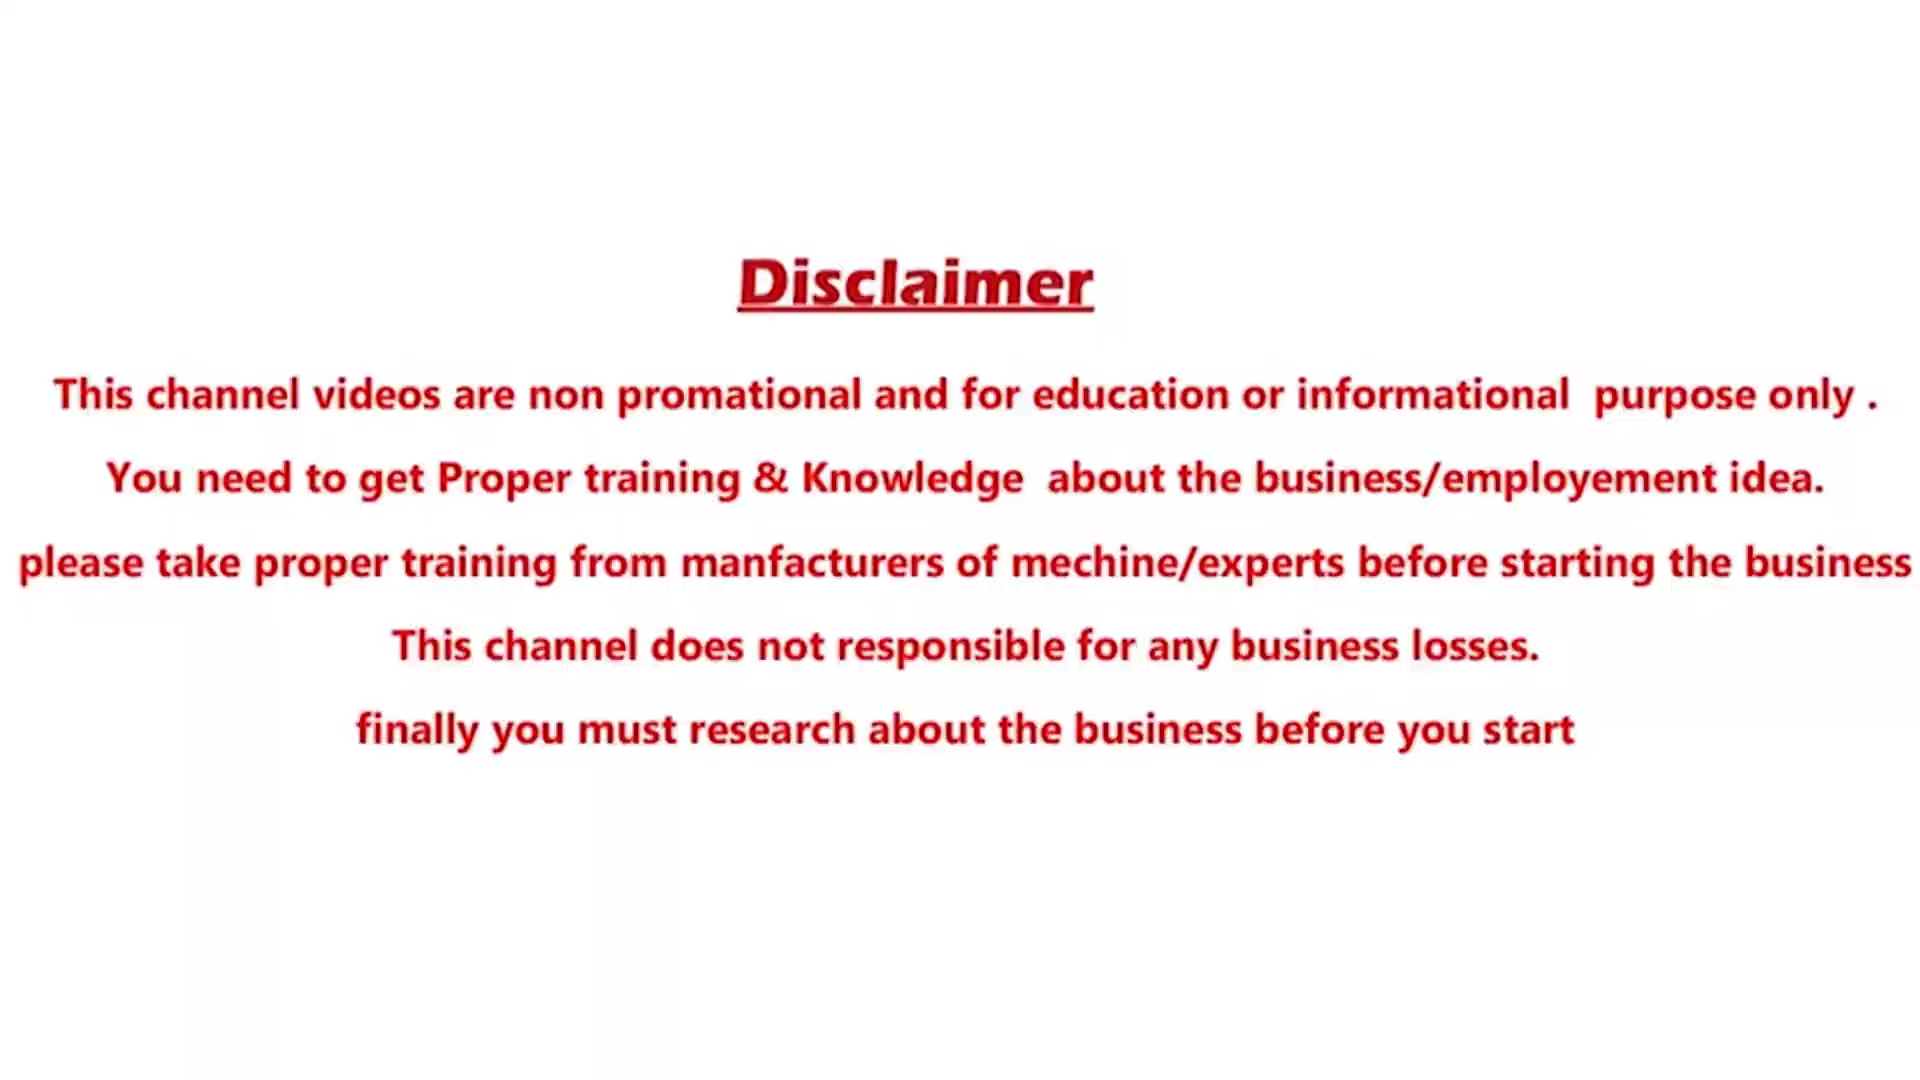 Disclaimer
This channel videos are non promational and for education or informational purpose only .
You need to get Proper training & Knowledge about the business/employement idea.
please take proper training from manfacturers of mechine/experts before starting the business
This channel does not responsible for any business losses.
finally you must research about the business before you start